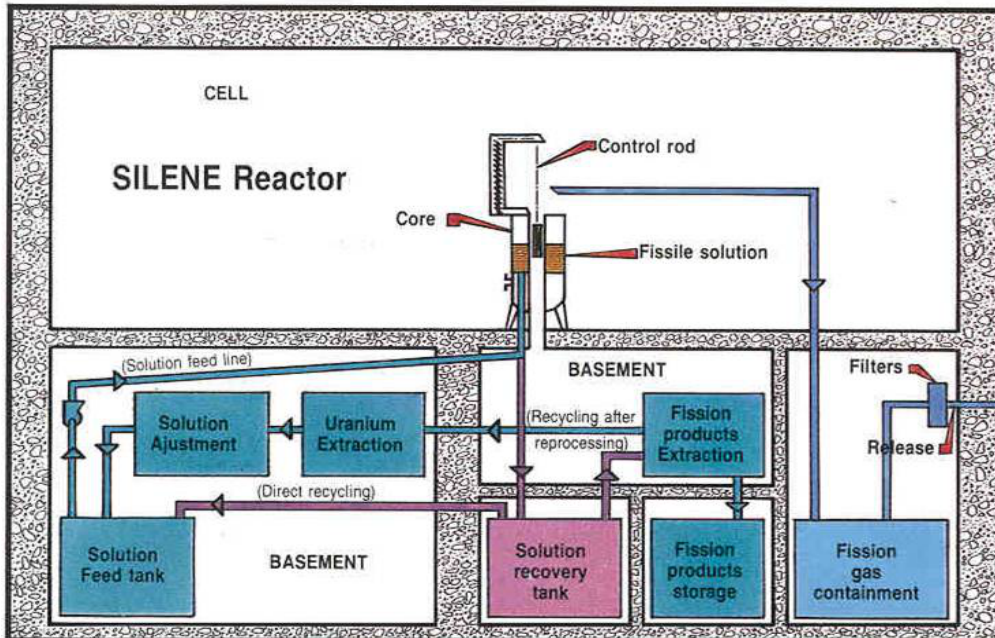 CELL
SILENE Reactor
Control rod
Core
Fissile solution
(Solution feed line)
BASEMENT
Filters
Solution
Ajustment
Uranium
Extraction
(Recycling after
reprocessing)
Fission
products
Extraction
Release
(Direct recycling)
Solution
Feed tank
BASEMENT
Solution
recovery
tank
Fission
products
storage
Fission
gas
containment